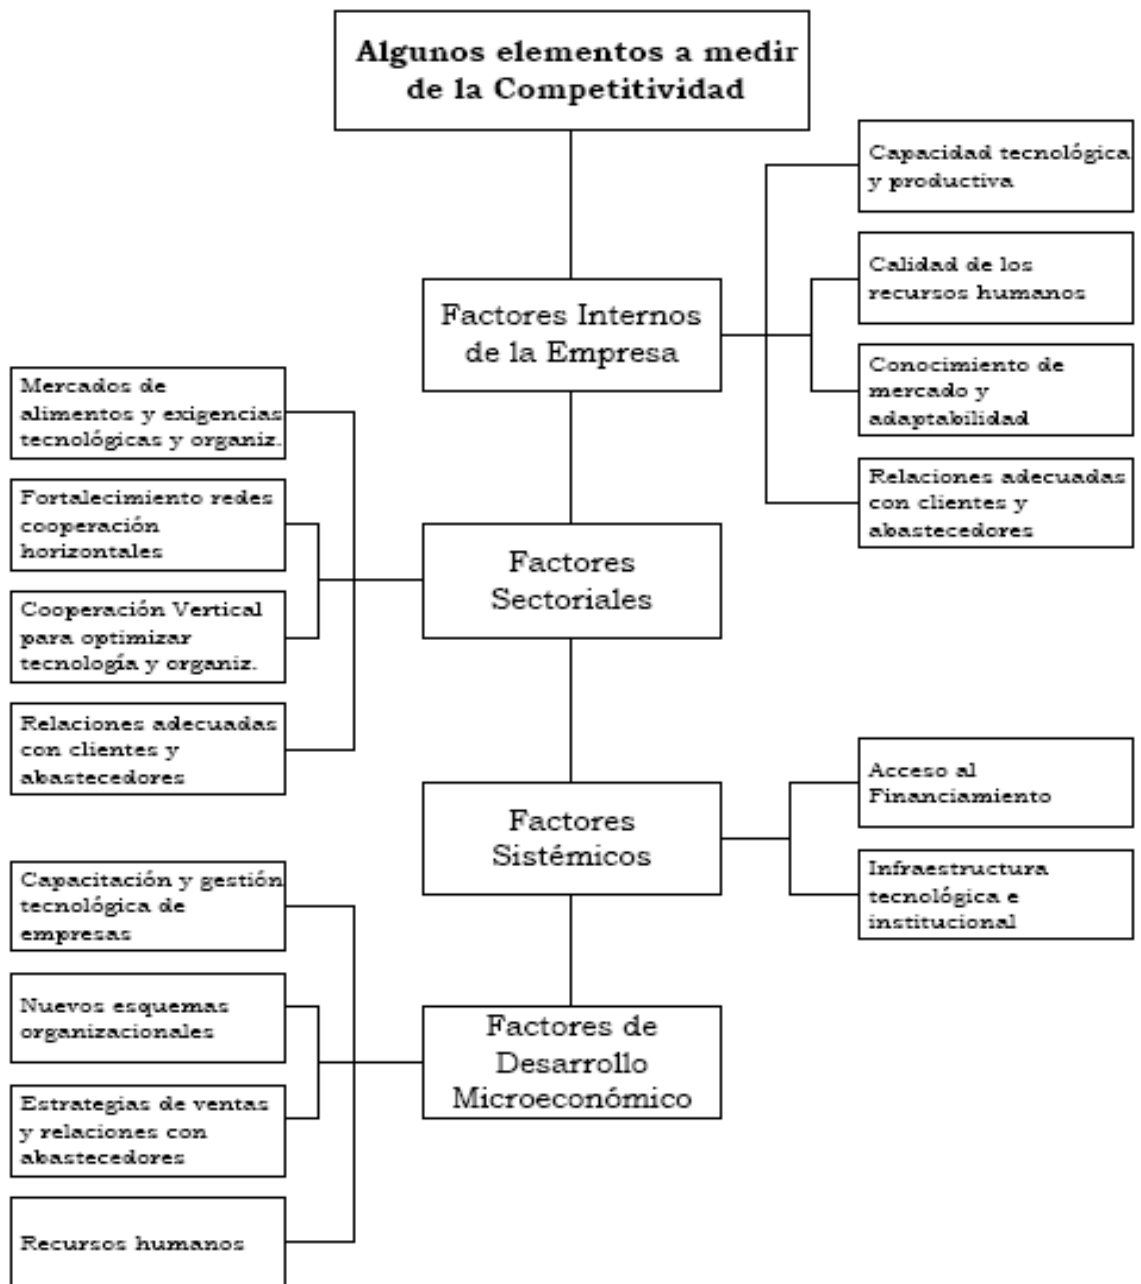 Algunos elementos a medir
de la Competitividad
Factores Internos
de la Empresa
Capacidad tecnológica
y productiva
Calidad de los
recursos humanos
Conocimiento de
mercado y
adaptabilidad
Relaciones adecuadas
con clientes y
abastecedores
Factores
Sectoriales
Mercados de
alimentos y exigencias
tecnológicas y organiz.
Fortalecimiento redes
cooperación
horizontales
Cooperación Vertical
para optimizar
tecnología y organiz.
Relaciones adecuadas
con clientes y
abastecedores
Factores
Sistémicos
Acceso al
Financiamiento
Infraestructura
tecnológica e
institucional
Factores de
Desarrollo
Microeconómico
Capacitación y gestión
tecnológica de
empresas
Nuevos esquemas
organizacionales
Estrategias de ventas
y relaciones con
abastecedores
Recursos humanos